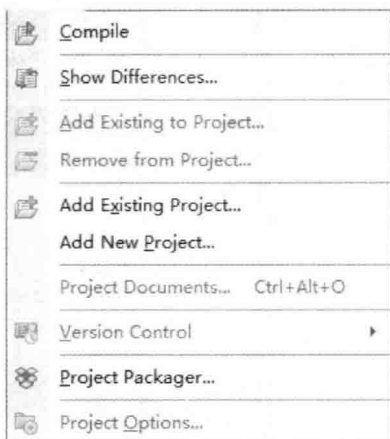 Compile
Show Differences...
Add Existing to Project...
Remove from Project...
Add Existing Project...
Add New Project...
Project Documents... Ctrl+Alt+O
Version Control
Project Packager...
Project Options...